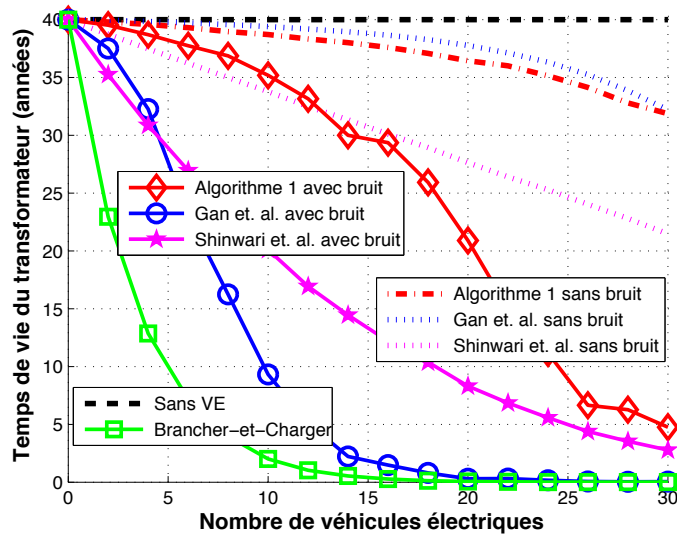 Temps de vie du transformateur (années)
40
35
30
25
20
15
10
5
0
Algorithme 1 avec bruit
Gan et. al. avec bruit
Shinwari et. al. avec bruit
Algorithme 1 sans bruit
Gan et. al. sans bruit
Shinwari et. al. sans bruit
Sans VE
Brancher-et-Charger
0 5 10 15 20 25 30
Nombre de véhicules électriques